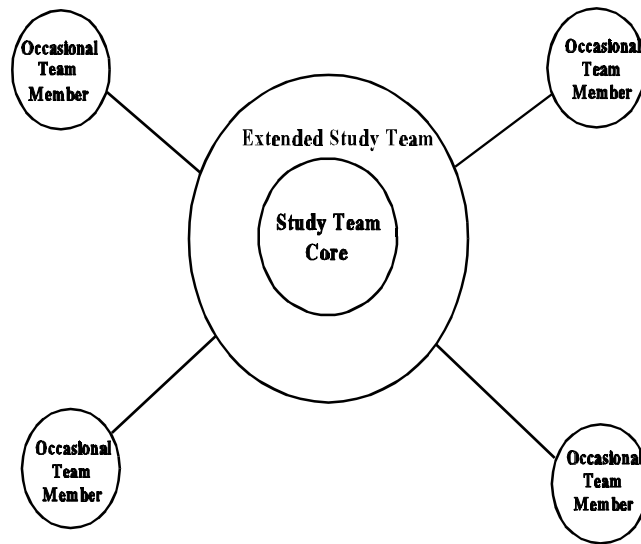 Occasional
Team
Member
Occasional
Team
Member
Extended Study Team
Study Team
Core
Occasional
Team
Member
Occasional
Team
Member